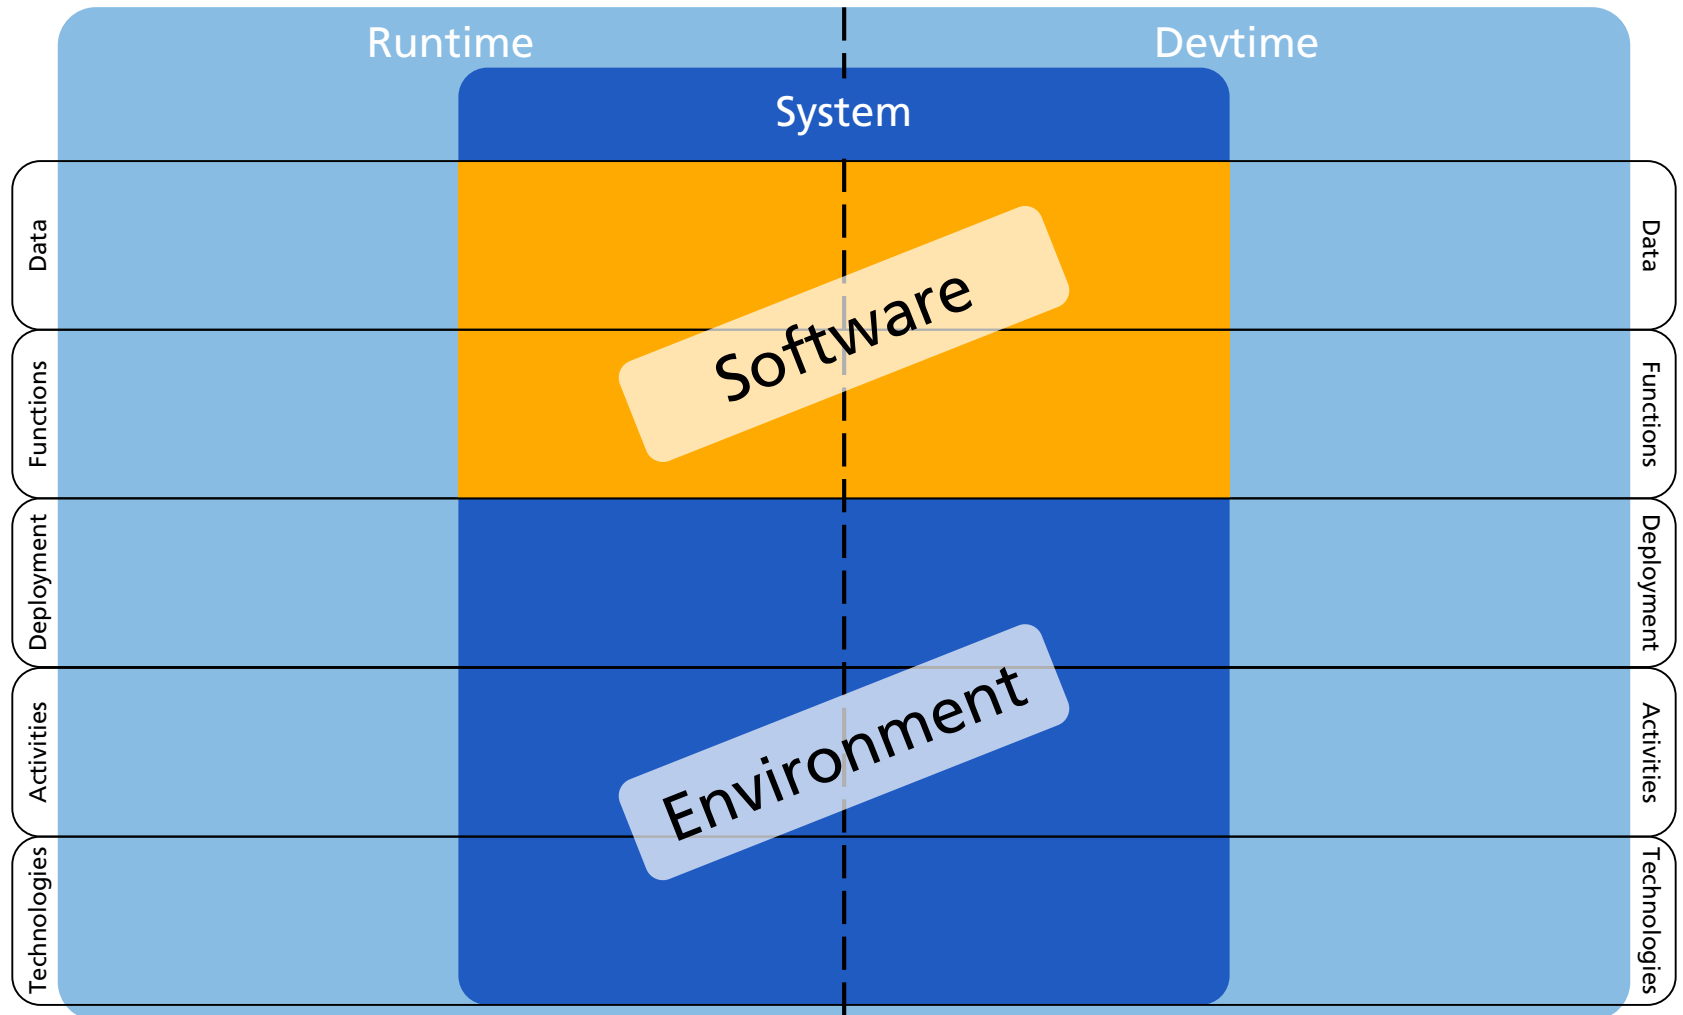 Runtime
Devtime
System
Data
Data
Software
Functions
Functions
Deployment
Deployment
Activities
Activities
Environment
Technologies
Technologies